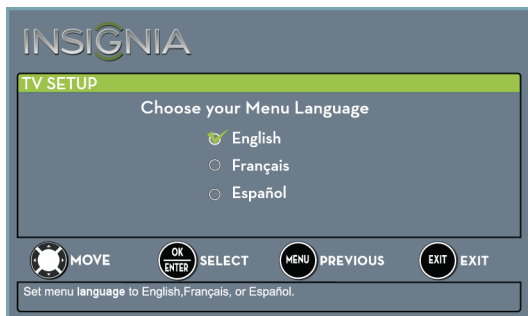 INSIGNIA
TV SETUP
Choose your Menu Language
English
Français
Español
MOVE OK ENTER SELECT MENU PREVIOUS EXIT EXIT
Set menu language to English,Français, or Español.